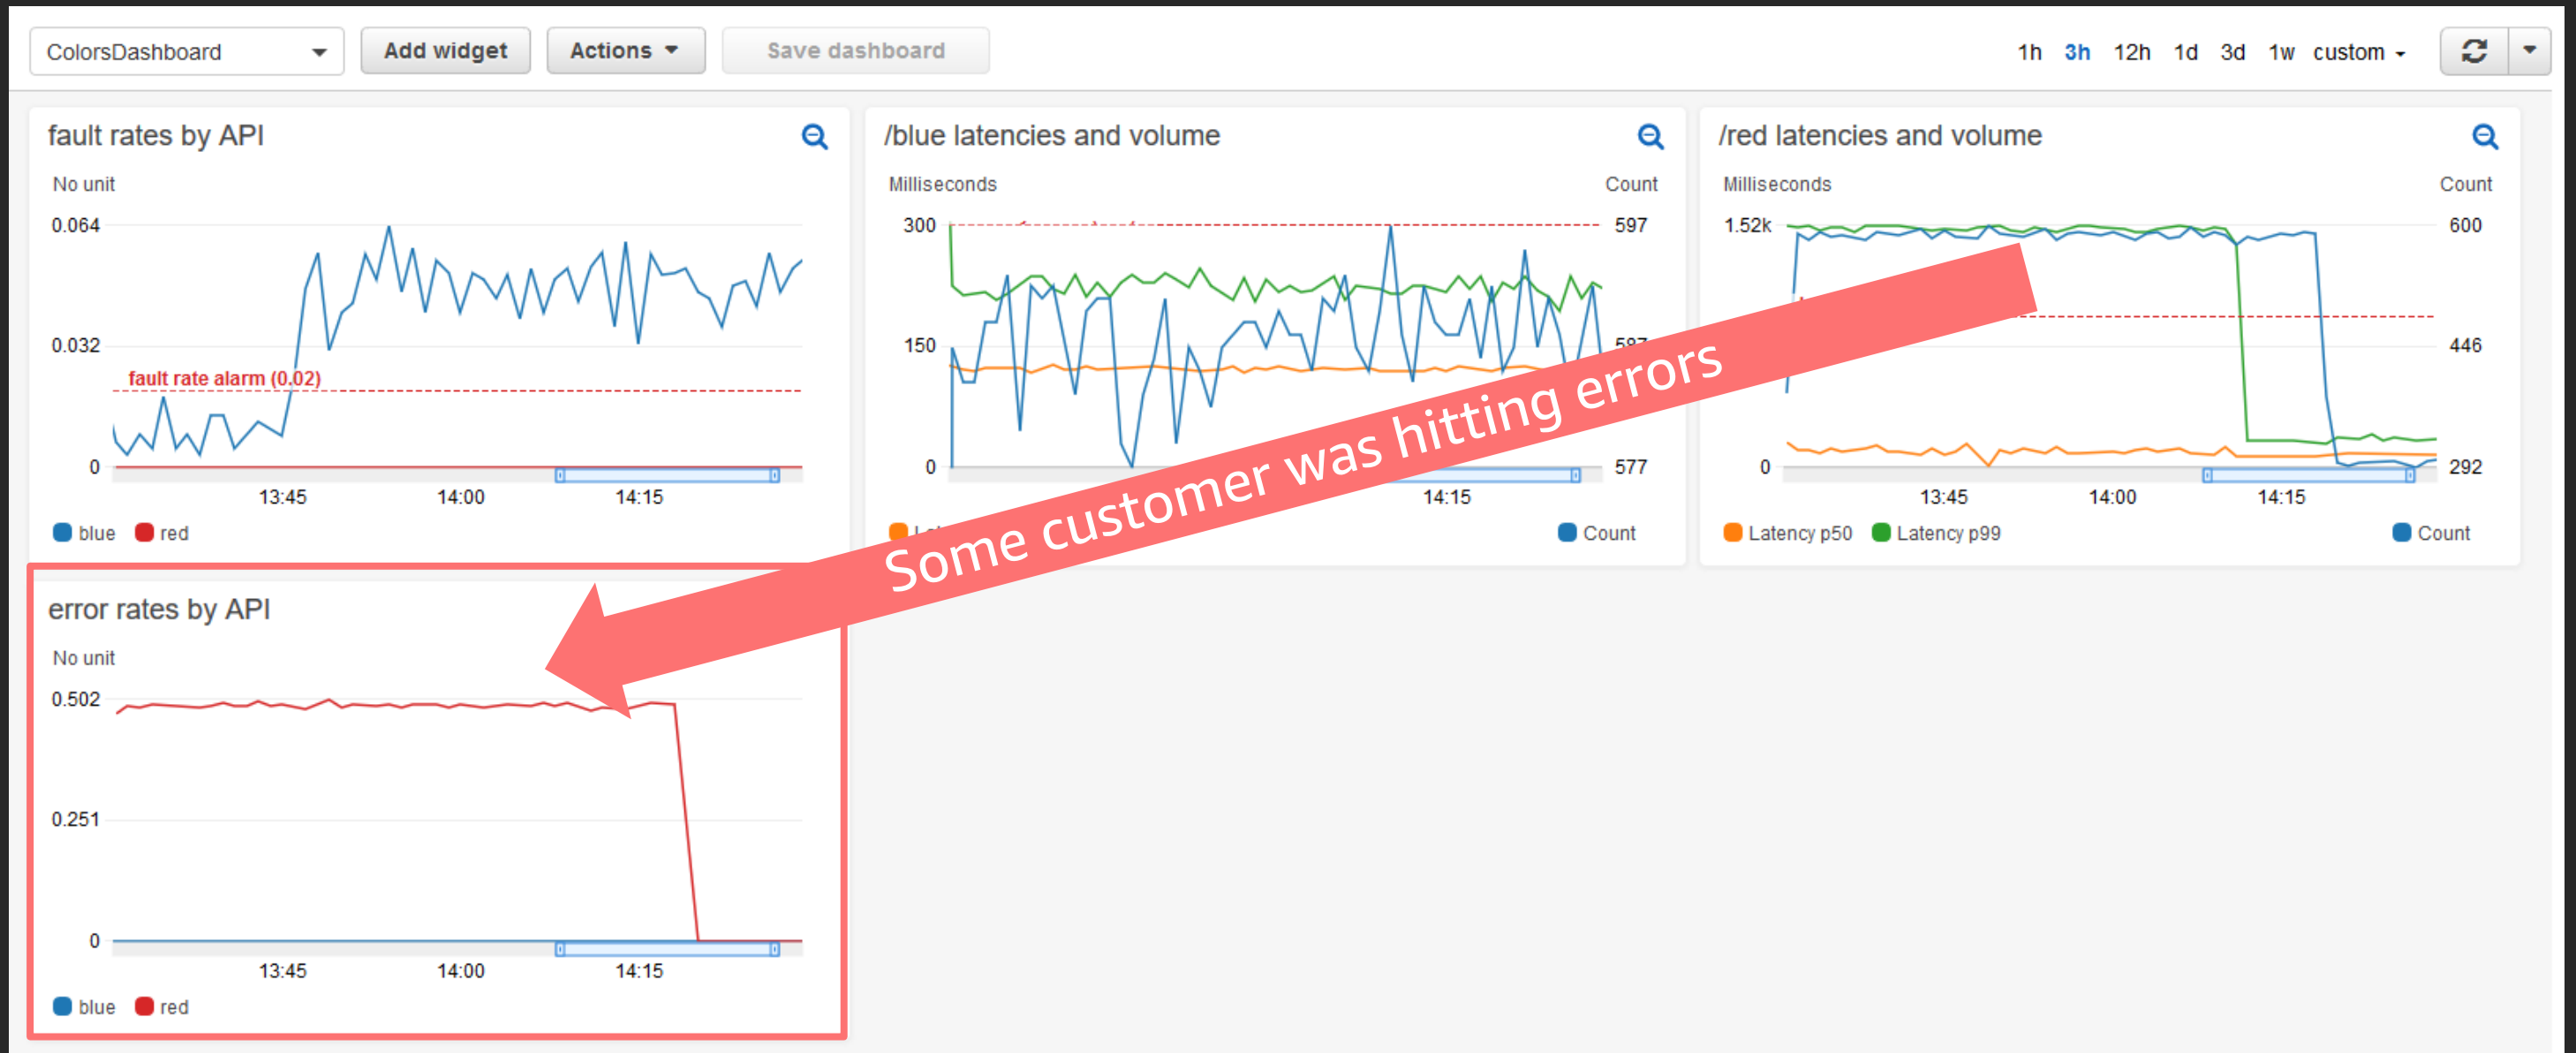 ColorsDashboard Add widget Actions Save dashboard 1h 3h 12h 1d 3d 1w custom
fault rates by API
No unit
0.064
0.032
fault rate alarm (0.02)
0
13:45 14:00 14:15
blue red
/blue latencies and volume
Milliseconds Count
300 597
150
0 577
14:15
Count
/red latencies and volume
Milliseconds Count
1.52k 600
446
0 292
13:45 14:00 14:15
Latency p50 Latency p99 Count
Some customer was hitting errors
error rates by API
No unit
0.502
0.251
0
13:45 14:00 14:15
blue red